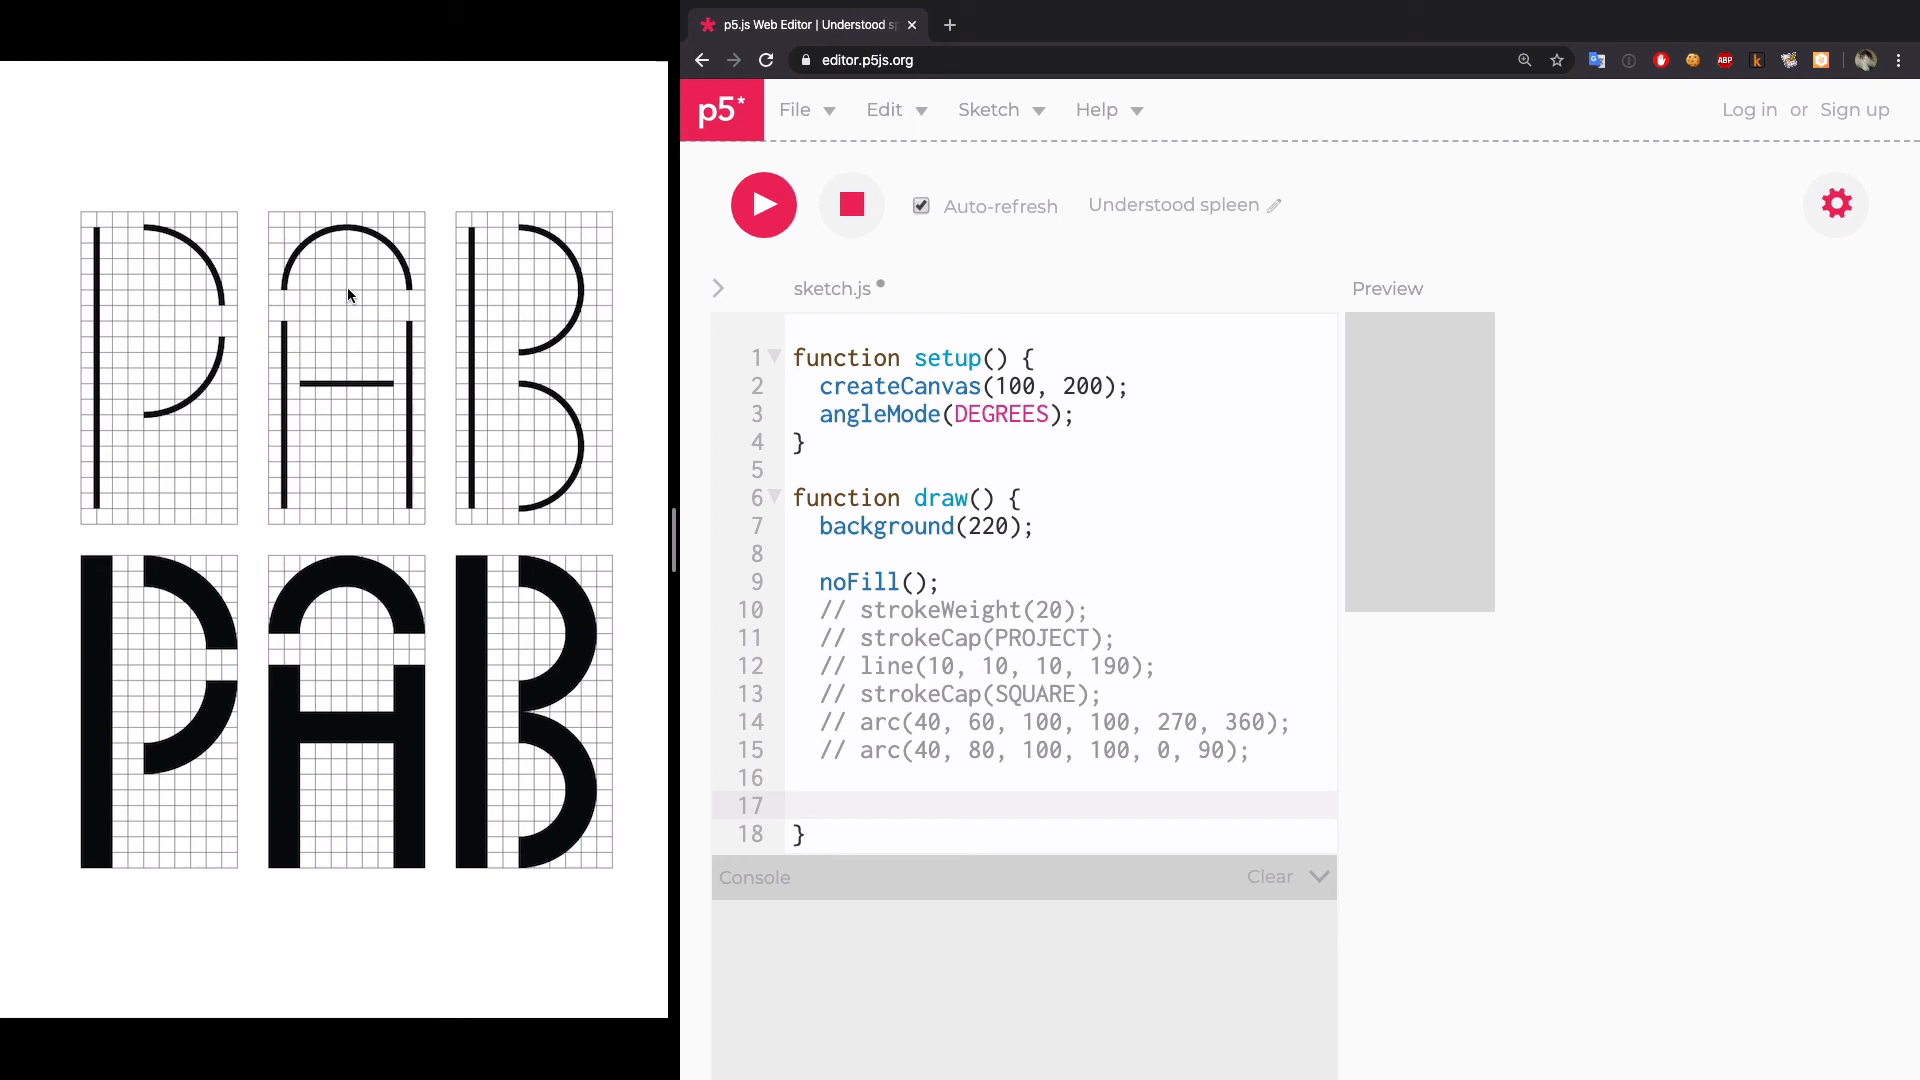 PAB
PAB
p5.js Web Editor | Understood s
editor.p5js.org
ABP
k
p5*
File Edit Sketch Help
Log in or Sign up
Auto-refresh
Understood spleen
sketch.js
Preview
1 function setup() {
2 createCanvas(100, 200);
3 angleMode(DEGREES);
4 }
5
6 function draw() {
7 background(220);
8
9 noFill();
10 // strokeWeight(20);
11 // strokeCap(PROJECT);
12 // line(10, 10, 10, 190);
13 // strokeCap(SQUARE);
14 // arc(40, 60, 100, 100, 270, 360);
15 // arc(40, 80, 100, 100, 0, 90);
16
17
18 }
Console
Clear